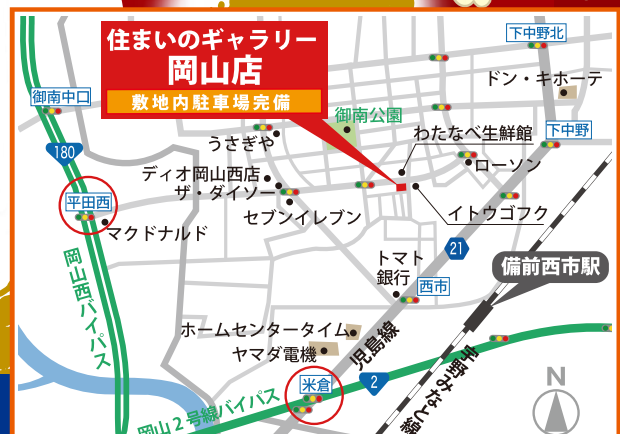 住まいのギャラリー
岡山店
敷地内駐車場完備
下中野北
ドン・キホーテ
御南中口
御南公園
180
うさぎや
わたなべ生鮮館
下中野
ローソン
ディオ岡山西店
ザ・ダイソー
平田西
マクドナルド
セブンイレブン
イトウゴフク
21
岡山西バイパス
トマト
銀行
西市
備前西市駅
ホームセンタータイム
ヤマダ電機
児島線
宇野みなと線
米倉
2
岡山2号線バイパス
N